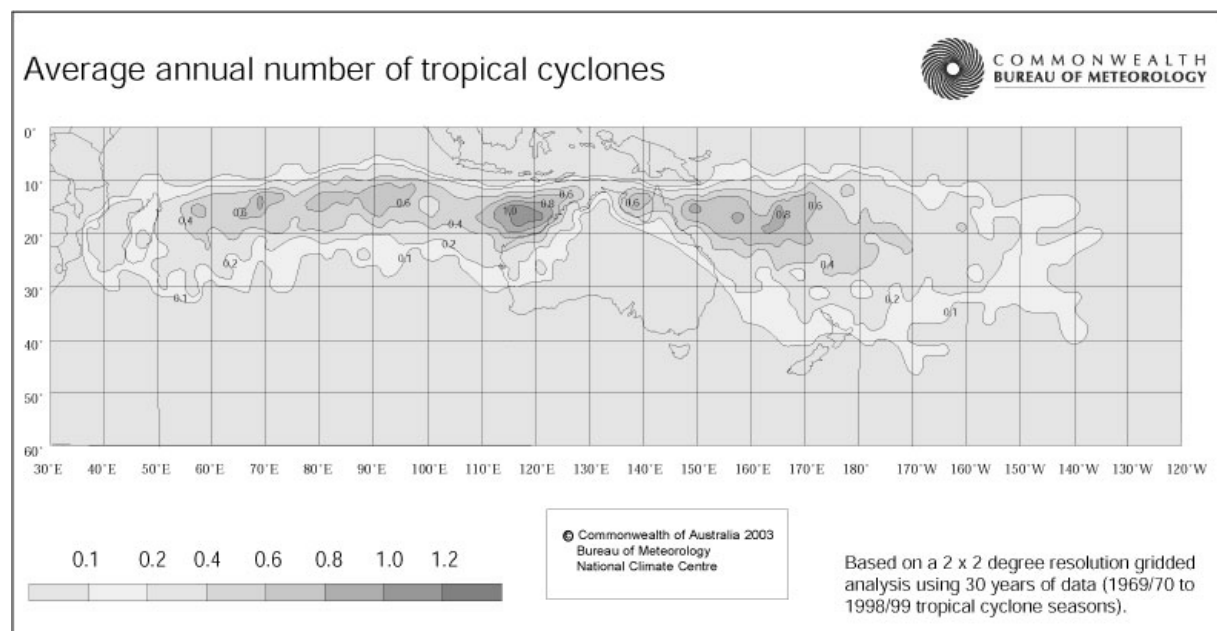 Average annual number of tropical cyclones
COMMONWEALTH
BUREAU OF METEOROLOGY
0°
10°
20°
30°
40°
50°
60°
0.4
0.6
0.6
0.4
0.2
0.1
0.2
0.1
1.0
0.8
0.6
0.6
0.8
0.6
0.4
0.2
0.1
0.1
30°E 40°E 50°E 60°E 70°E 80°E 90°E 100°E 110°E 120°E 130°E 140°E 150°E 160°E 170°E 180° 170°W 160°W 150°W 140°W 130°W 120°W
0.1 0.2 0.4 0.6 0.8 1.0 1.2
© Commonwealth of Australia 2003
Bureau of Meteorology
National Climate Centre
Based on a 2 x 2 degree resolution gridded
analysis using 30 years of data (1969/70 to
1998/99 tropical cyclone seasons).